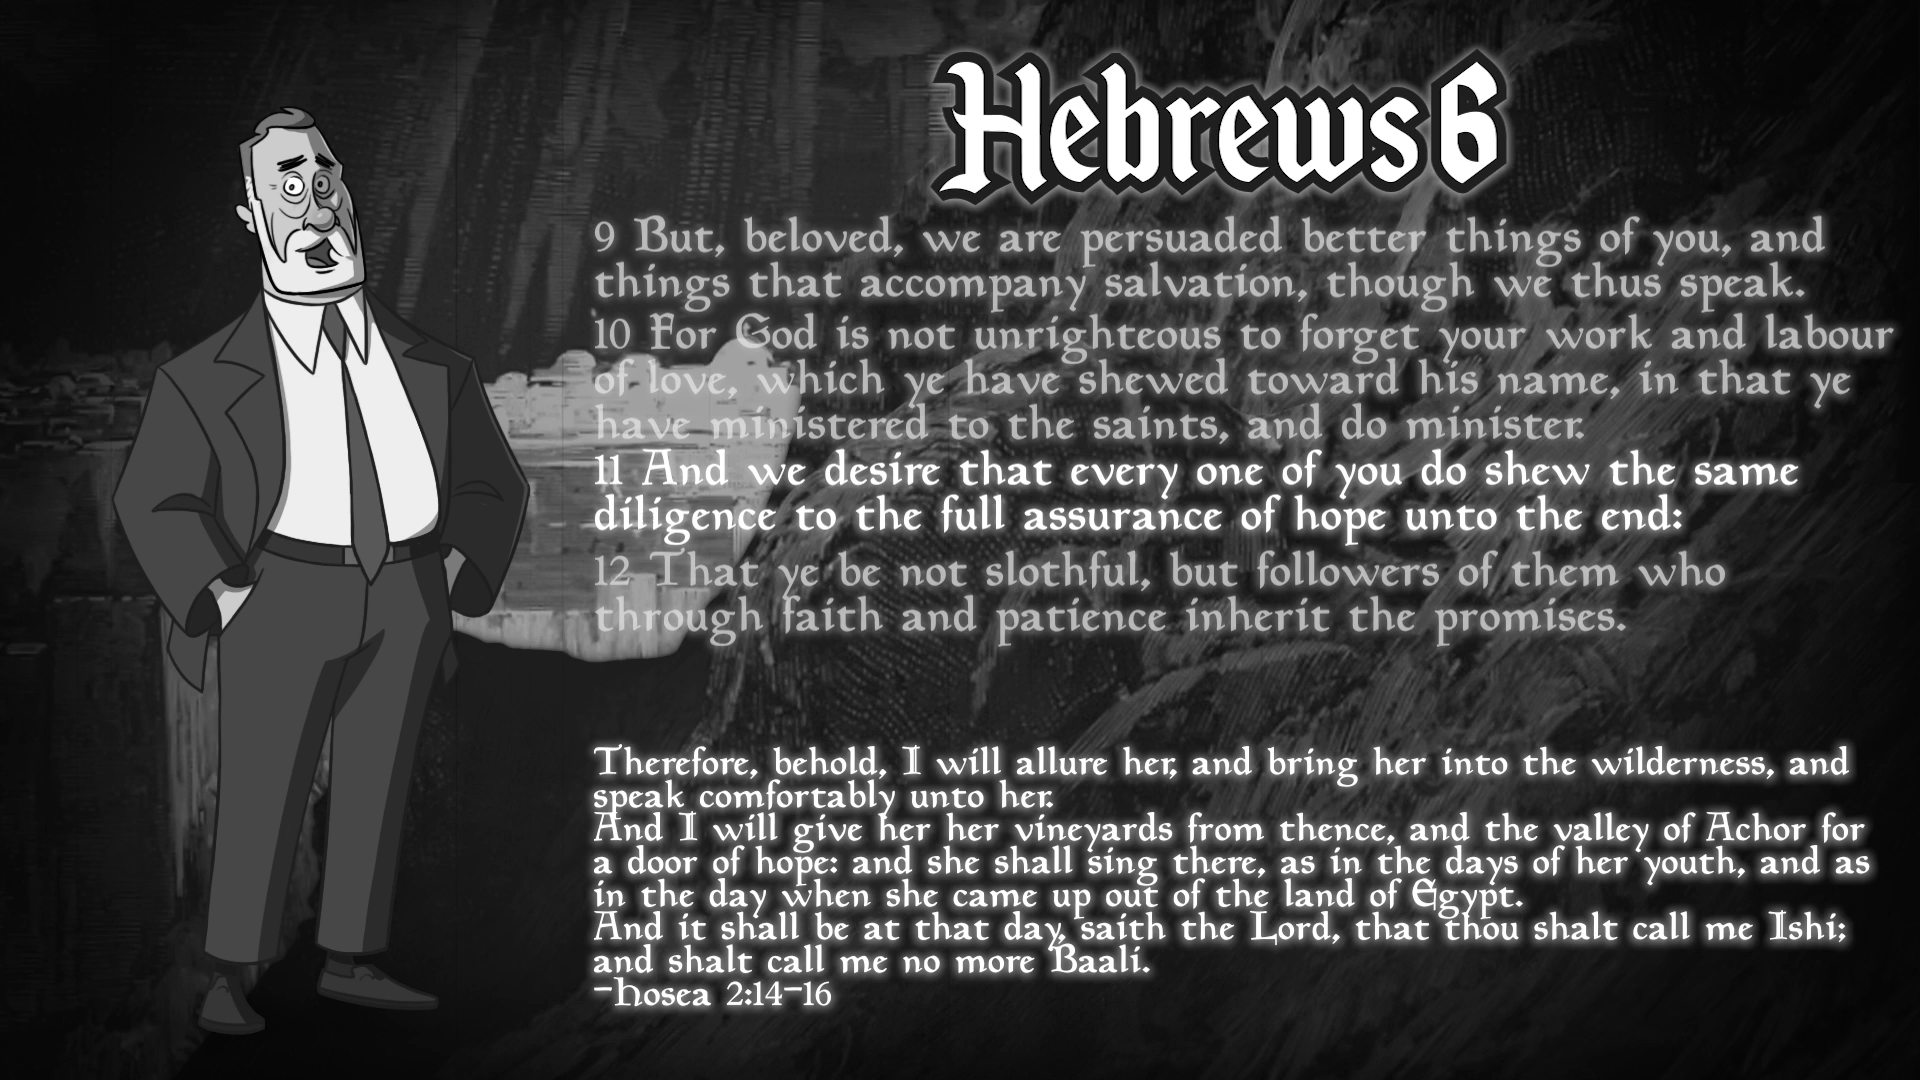 Hebrews 6
9 But, beloved, we are persuaded better things of you, and
things that accompany salvation, though we thus speak.
10 For God is not unrighteous to forget your work and labour
of love, which ye have shewed toward his name, in that ye
have ministered to the saints, and do minister.
11 And we desire that every one of you do shew the same
diligence to the full assurance of hope unto the end:
12 That ye be not slothful, but followers of them who
through faith and patience inherit the promises.
Therefore, behold, I will allure her, and bring her into the wilderness, and
speak comfortably unto her.
And I will give her her vineyards from thence, and the valley of Achor for
a door of hope: and she shall sing there, as in the days of her youth, and as
in the day when she came up out of the land of Egypt.
And it shall be at that day, saith the Lord, that thou shalt call me Ishi;
and shalt call me no more Baali.
-Hosea 2:14-16